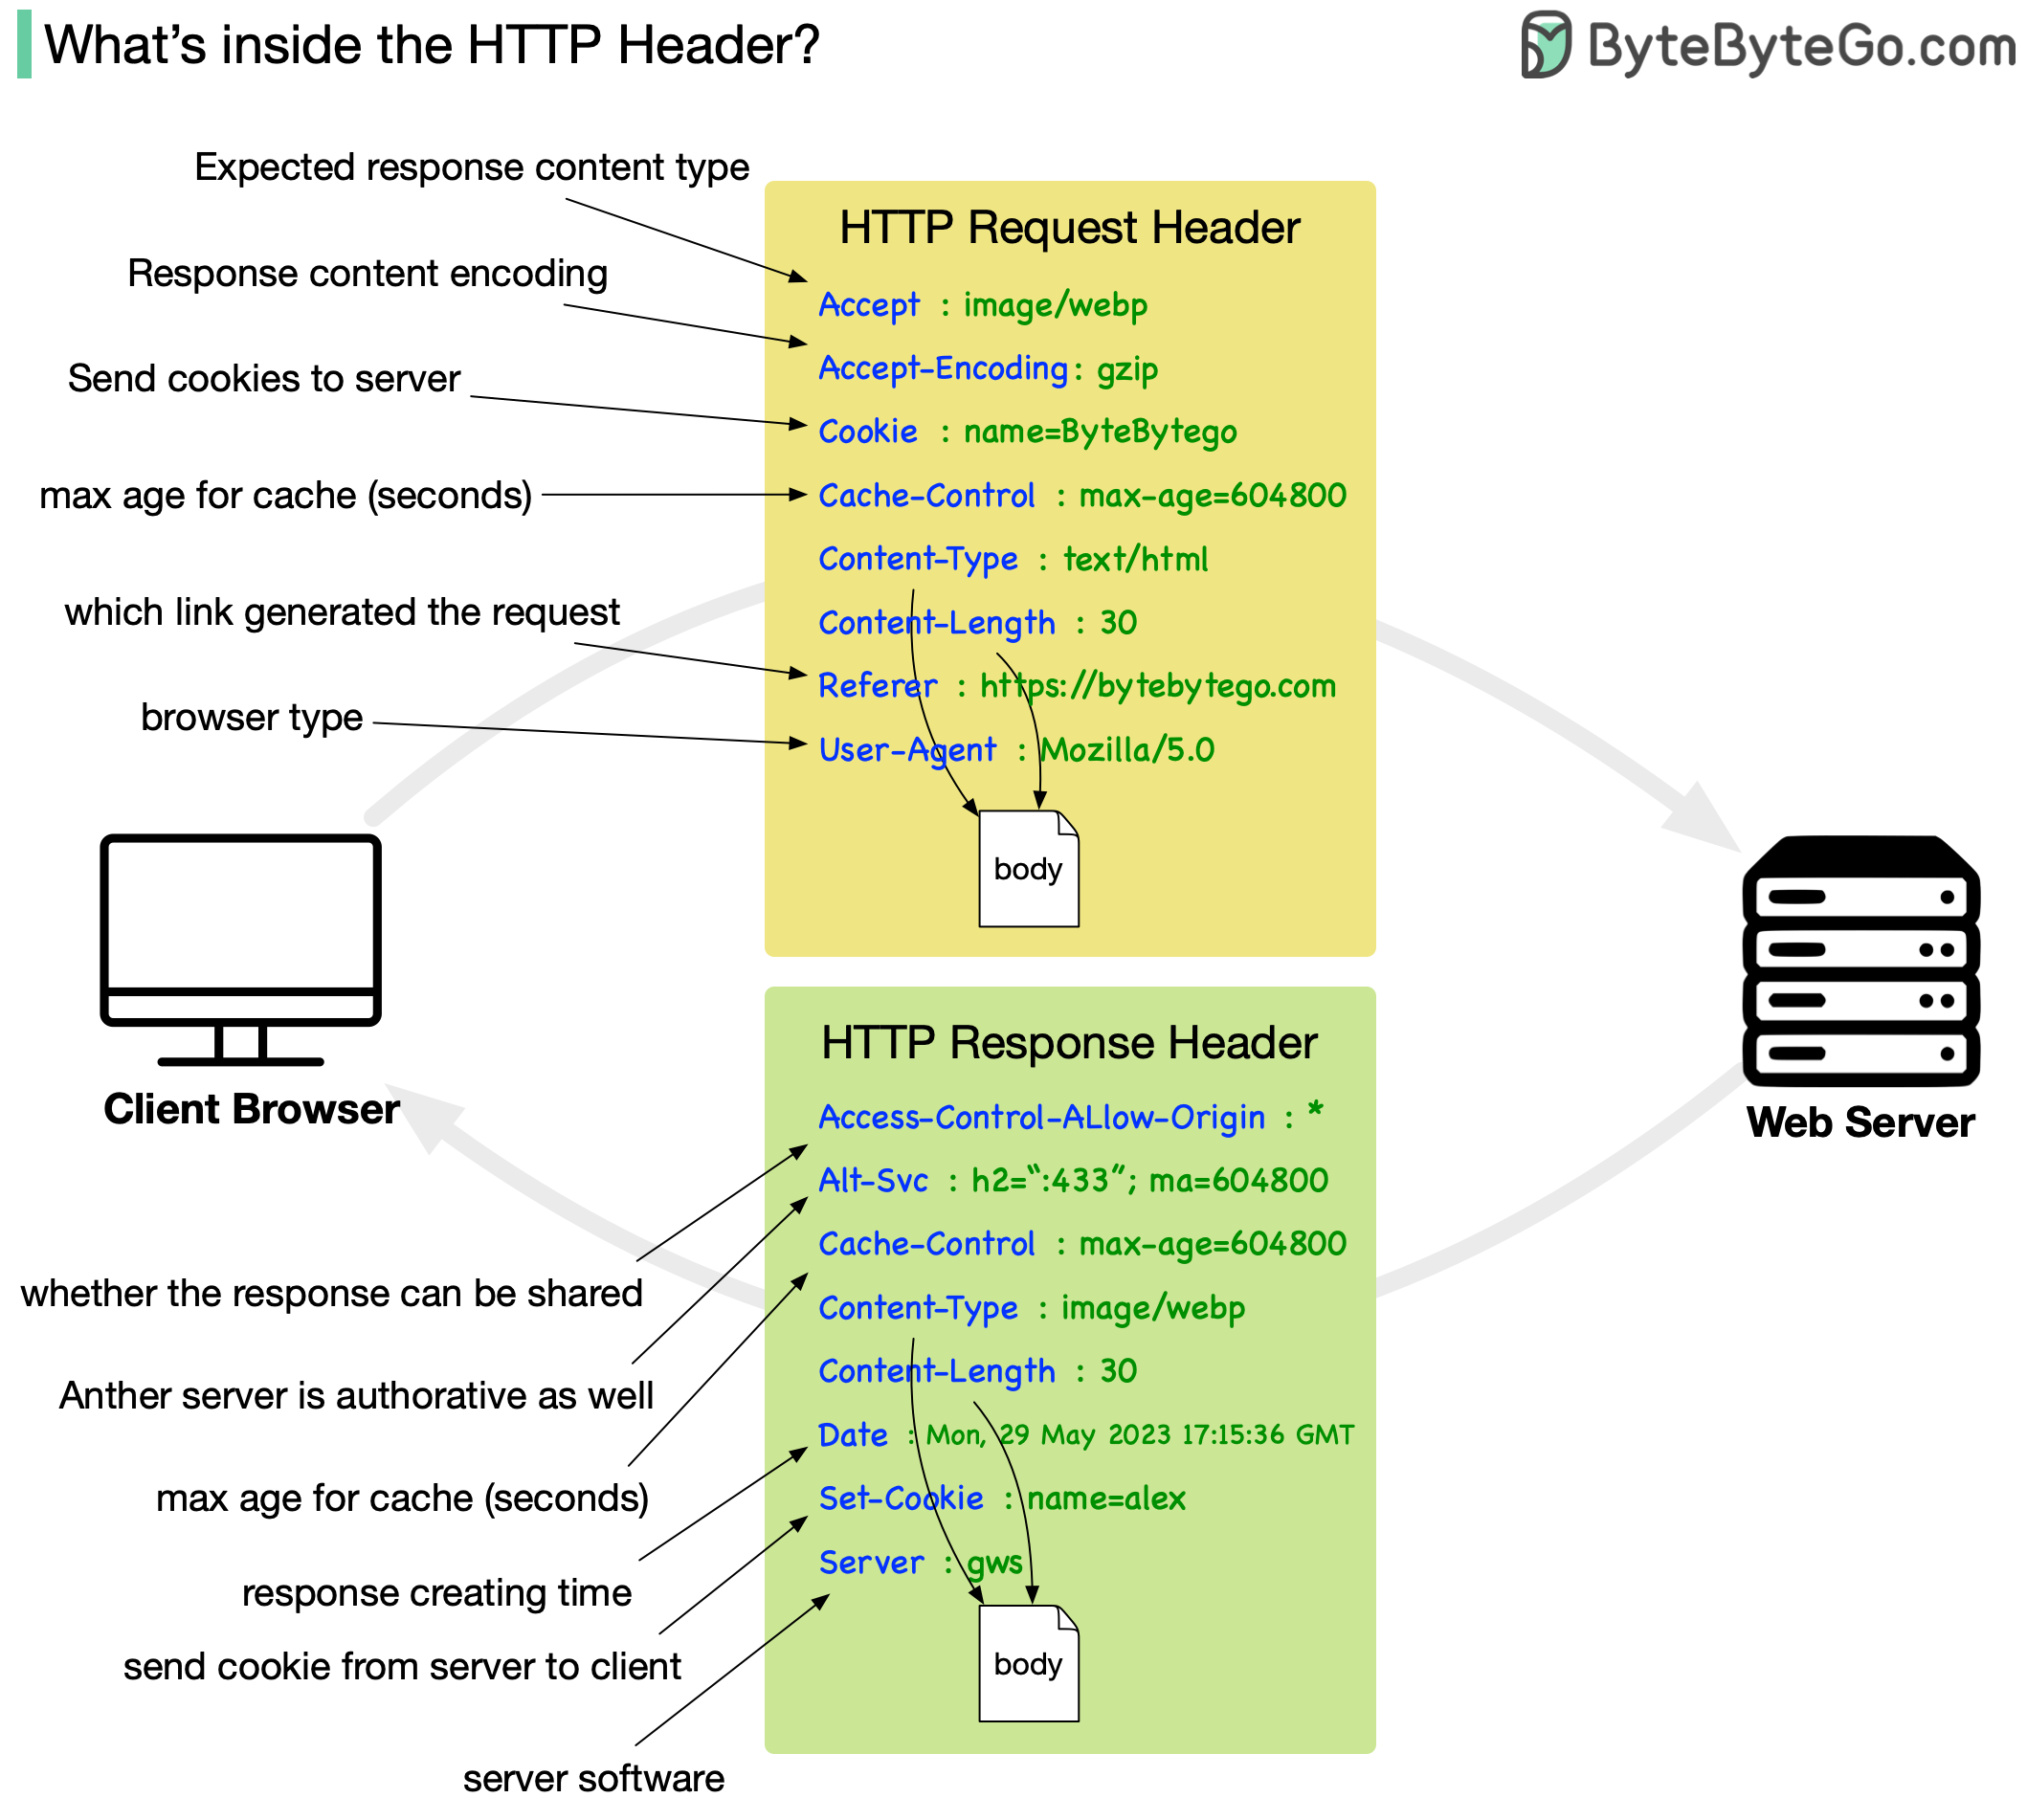 What's inside the HTTP Header?
ByteByteGo.com
Expected response content type
Response content encoding
Send cookies to server
max age for cache (seconds)
which link generated the request
browser type
HTTP Request Header
Accept : image/webp
Accept-Encoding: gzip
Cookie : name=ByteBytego
Cache-Control : max-age=604800
Content-Type : text/html
Content-Length : 30
Referer : https://bytebytego.com
User-Agent : Mozilla/5.0
body
Client Browser
Web Server
HTTP Response Header
Access-Control-ALlow-Origin : *
Alt-Svc : h2=“:433”; ma=604800
Cache-Control : max-age=604800
Content-Type : image/webp
Content-Length : 30
Date : Mon, 29 May 2023 17:15:36 GMT
Set-Cookie : name=alex
Server : gws
body
whether the response can be shared
Anther server is authorative as well
max age for cache (seconds)
response creating time
send cookie from server to client
server software